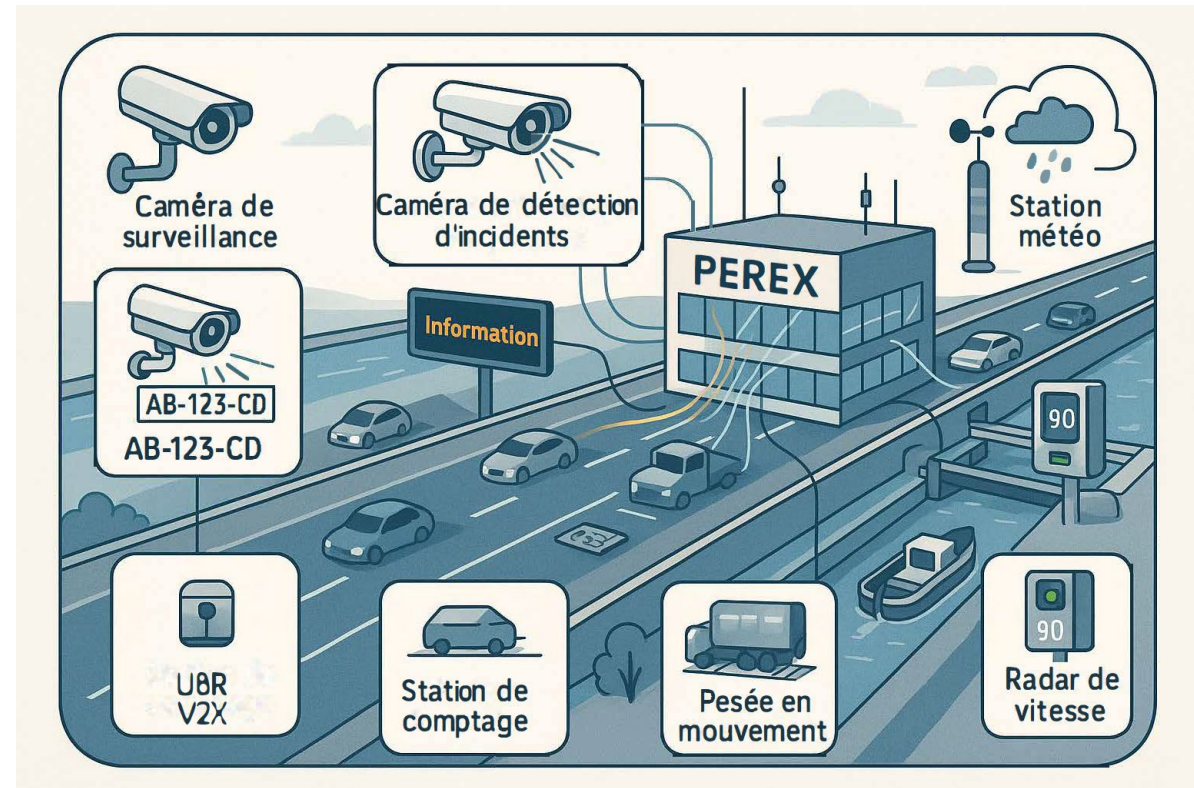 Caméra de
surveillance
Caméra de détection
d'incidents
Station
météo
PEREX
Information
AB-123-CD
AB-123-CD
90
UBR
V2X
Station de
comptage
Pesée en
mouvement
90
Radar de
vitesse